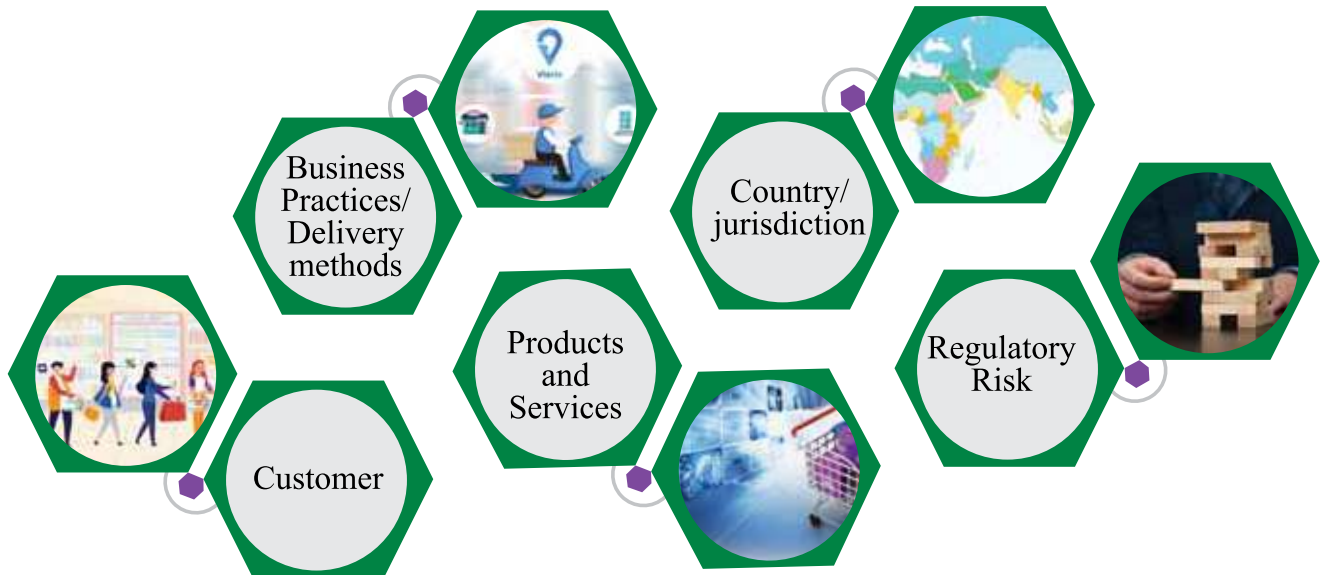 Business
Practices/
Delivery
methods
Country/
jurisdiction
Products
and
Services
Regulatory
Risk
Customer